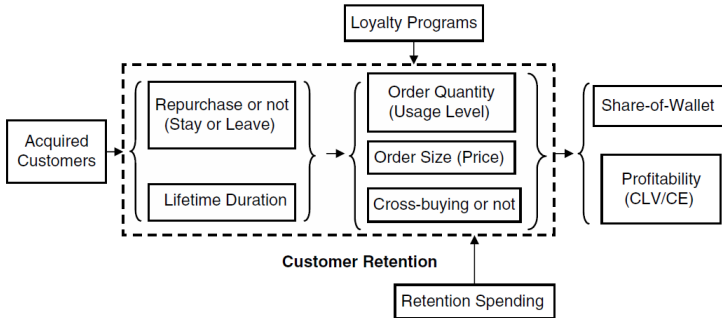 Loyalty Programs
Repurchase or not
(Stay or Leave)
Order Quantity
(Usage Level)
Share-of-Wallet
Acquired
Customers
Order Size (Price)
Profitability
(CLV/CE)
Lifetime Duration
Cross-buying or not
Customer Retention
Retention Spending